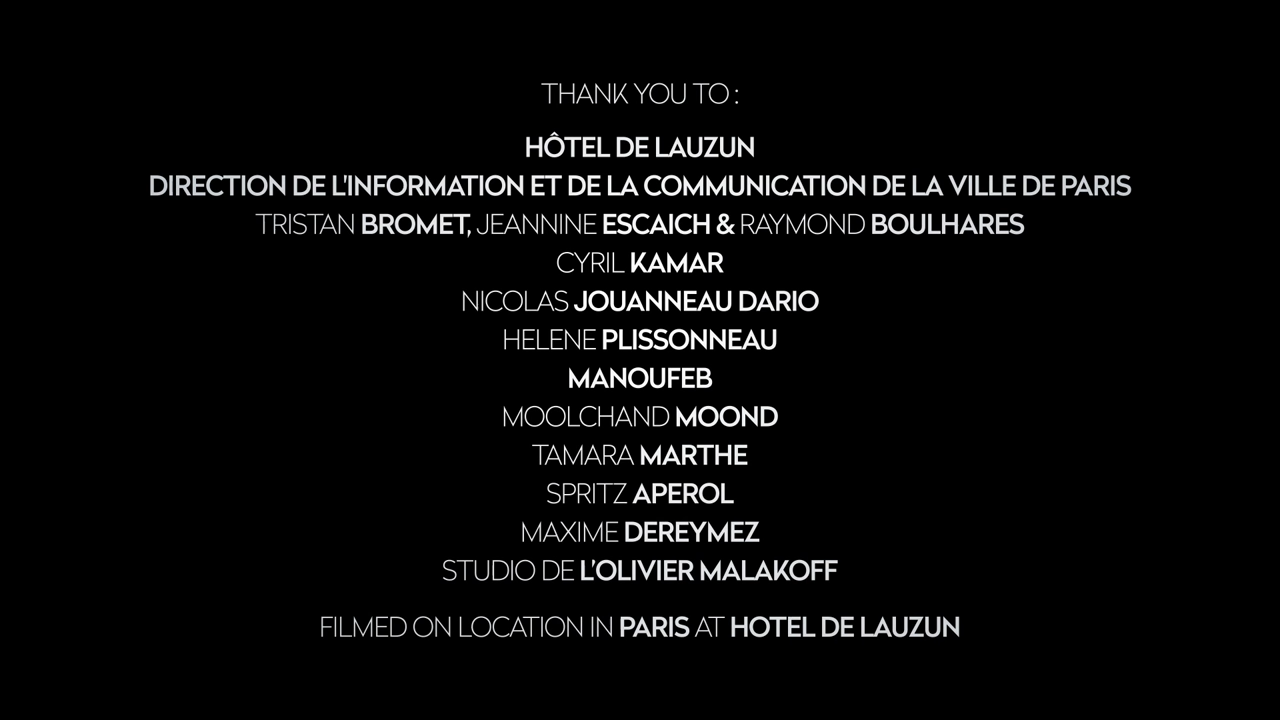 THANK YOU TO :
HÔTEL DE LAUZUN
DIRECTION DE L'INFORMATION ET DE LA COMMUNICATION DE LA VILLE DE PARIS
TRISTAN BROMET, JEANNINE ESCAICH & RAYMOND BOULHARES
CYRIL KAMAR
NICOLAS JOUANNEAU DARIO
HELENE PLISSONNEAU
MANOUFEB
MOOLCHAND MOOND
TAMARA MARTHE
SPRITZ APEROL
MAXIME DEREYMEZ
STUDIO DE L’OLIVIER MALAKOFF
FILMED ON LOCATION IN PARIS AT HOTEL DE LAUZUN